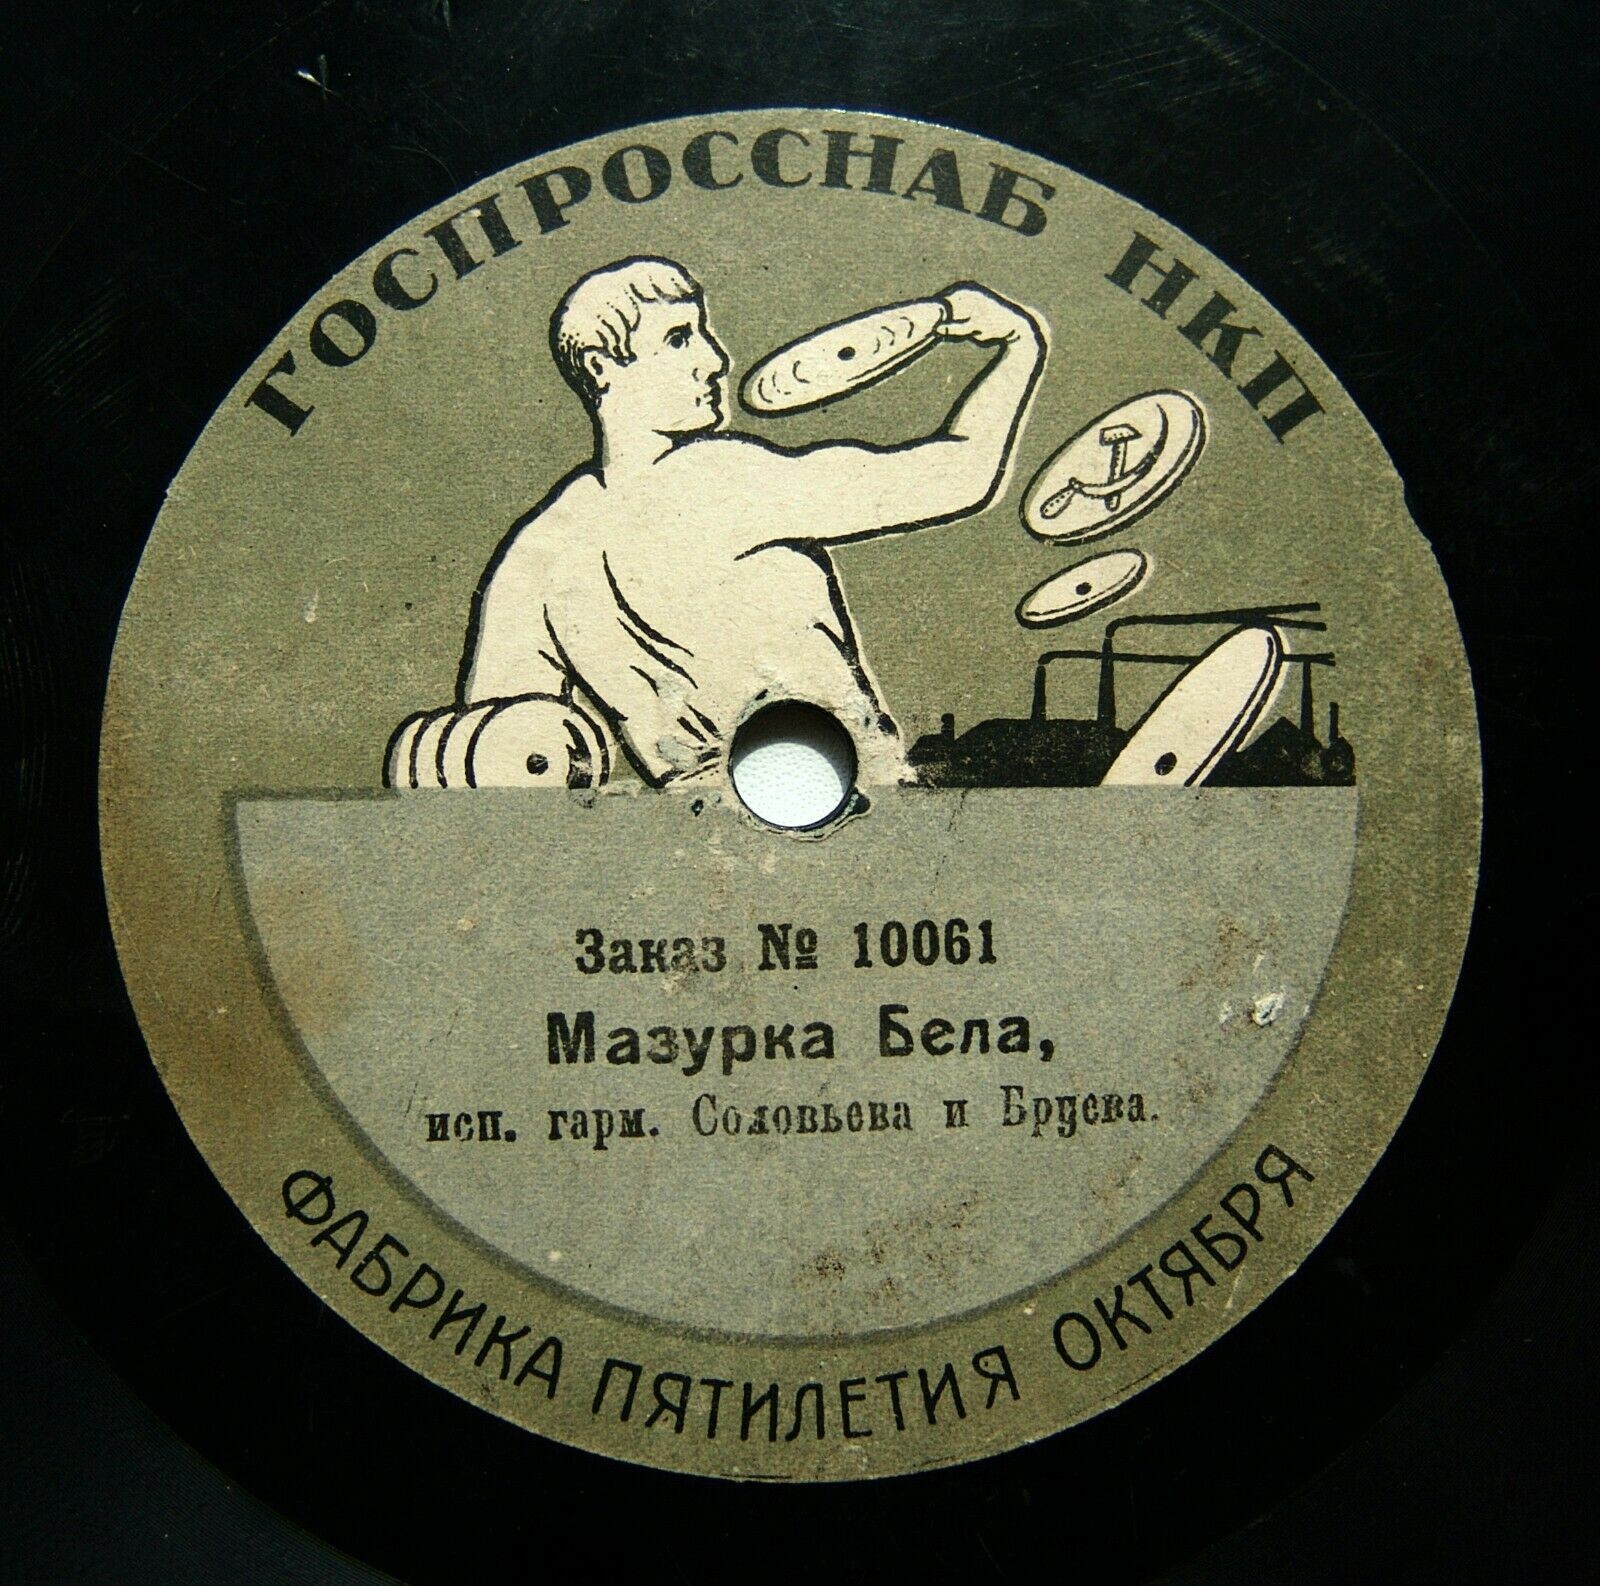 ГОСПРОССНАБ НКП
Заказ № 10061
Мазурка Бела,
исп. гарм. Соловьева и Бруева.
ФАБРИКА ПЯТИЛЕТИЯ ОКТЯБРЯ